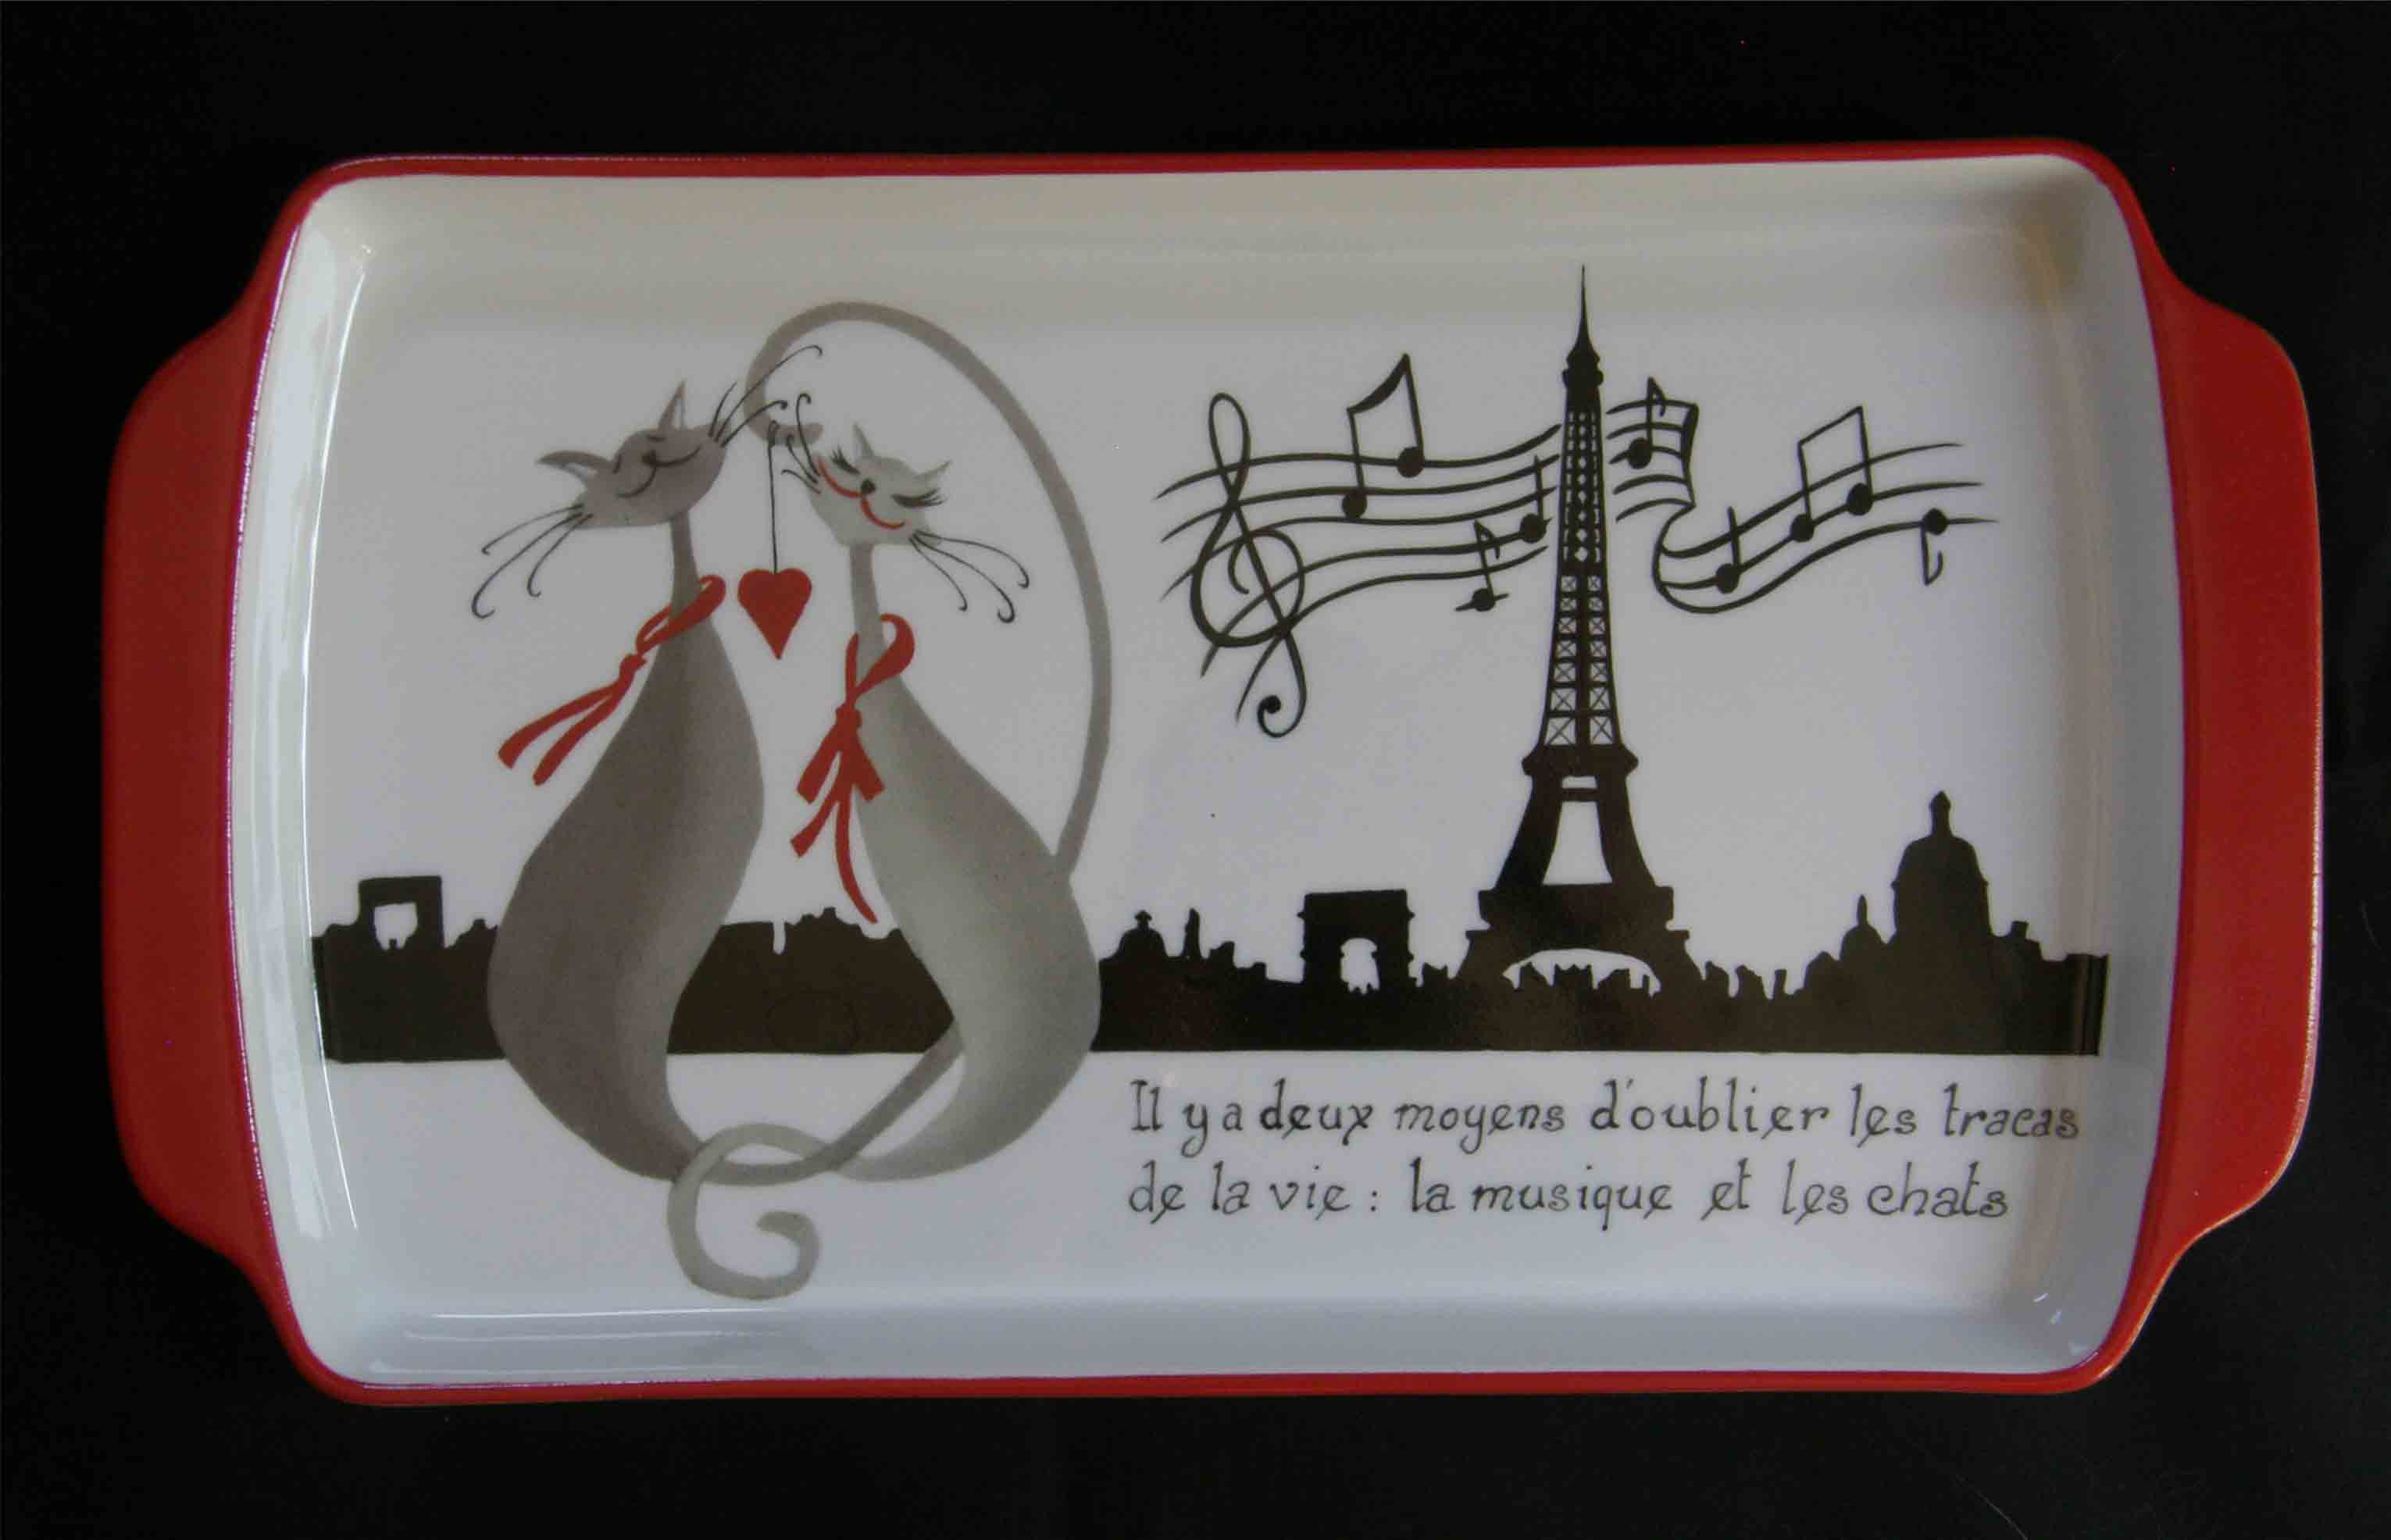 Il y a deux moyens d'oublier les tracas
de la vie : la musique et les chats